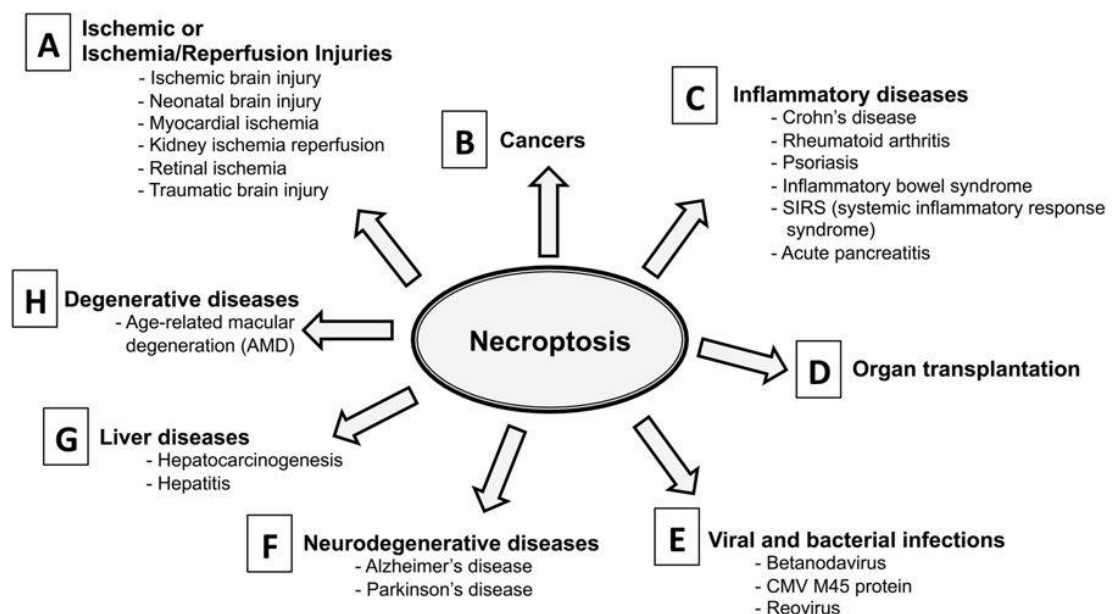 A
Ischemic or
Ischemia/Reperfusion Injuries
- Ischemic brain injury
- Neonatal brain injury
- Myocardial ischemia
- Kidney ischemia reperfusion
- Retinal ischemia
- Traumatic brain injury
B
Cancers
C
Inflammatory diseases
- Crohn’s disease
- Rheumatoid arthritis
- Psoriasis
- Inflammatory bowel syndrome
- SIRS (systemic inflammatory response
syndrome)
- Acute pancreatitis
Necroptosis
D
Organ transplantation
E
Viral and bacterial infections
- Betanodavirus
- CMV M45 protein
- Reovirus
F
Neurodegenerative diseases
- Alzheimer’s disease
- Parkinson’s disease
G
Liver diseases
- Hepatocarcinogenesis
- Hepatitis
H
Degenerative diseases
- Age-related macular
degeneration (AMD)